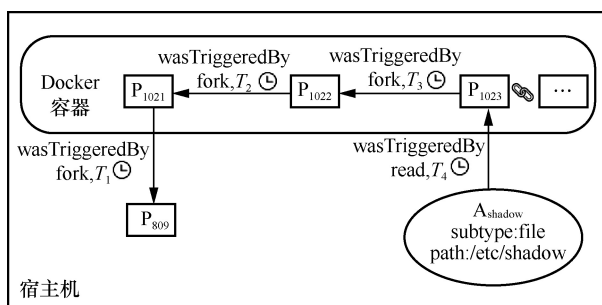 wasTriggeredBy
fork,T2
wasTriggeredBy
fork,T3
Docker
容器
P1021
P1022
P1023
...
wasTriggeredBy
fork,T1
wasTriggeredBy
read,T4
P809
Ashadow
subtype:file
path:/etc/shadow
宿主机